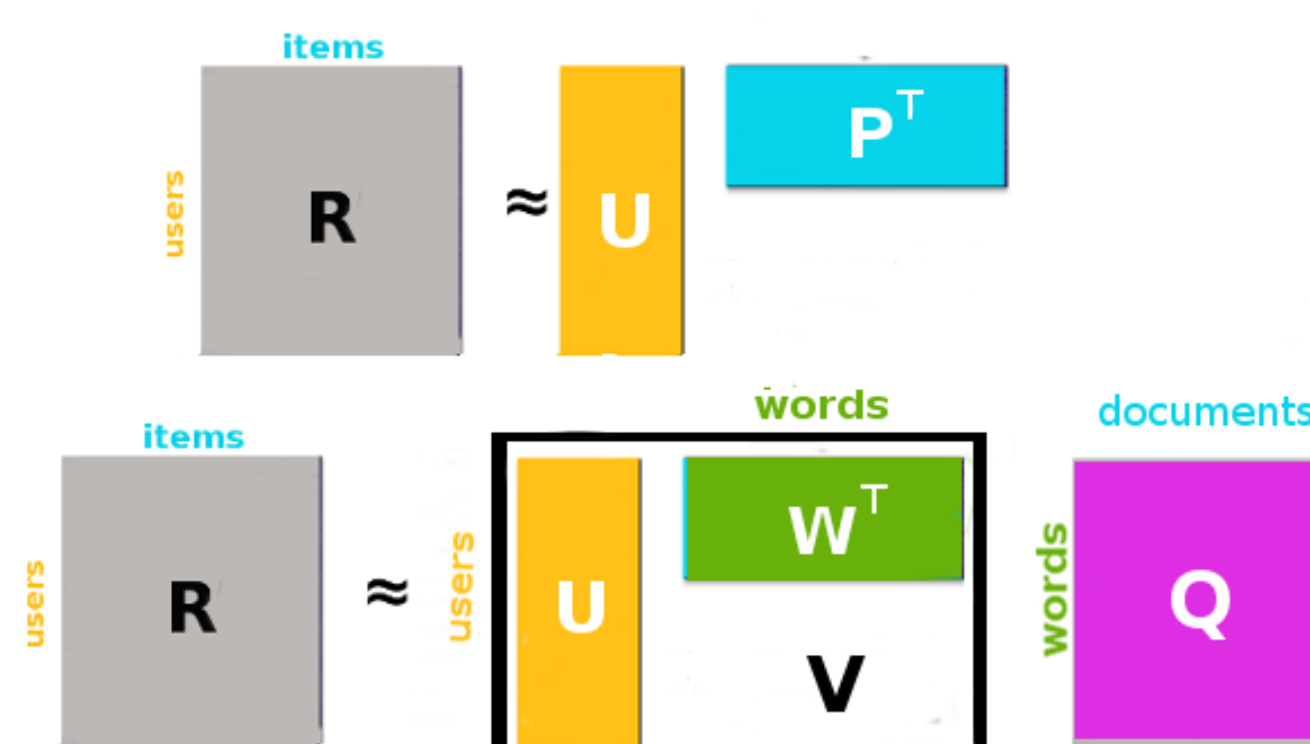 items
users
R
≈
U
P^T
words
documents
items
users
R
≈
users
U
W^T
V
words
Q